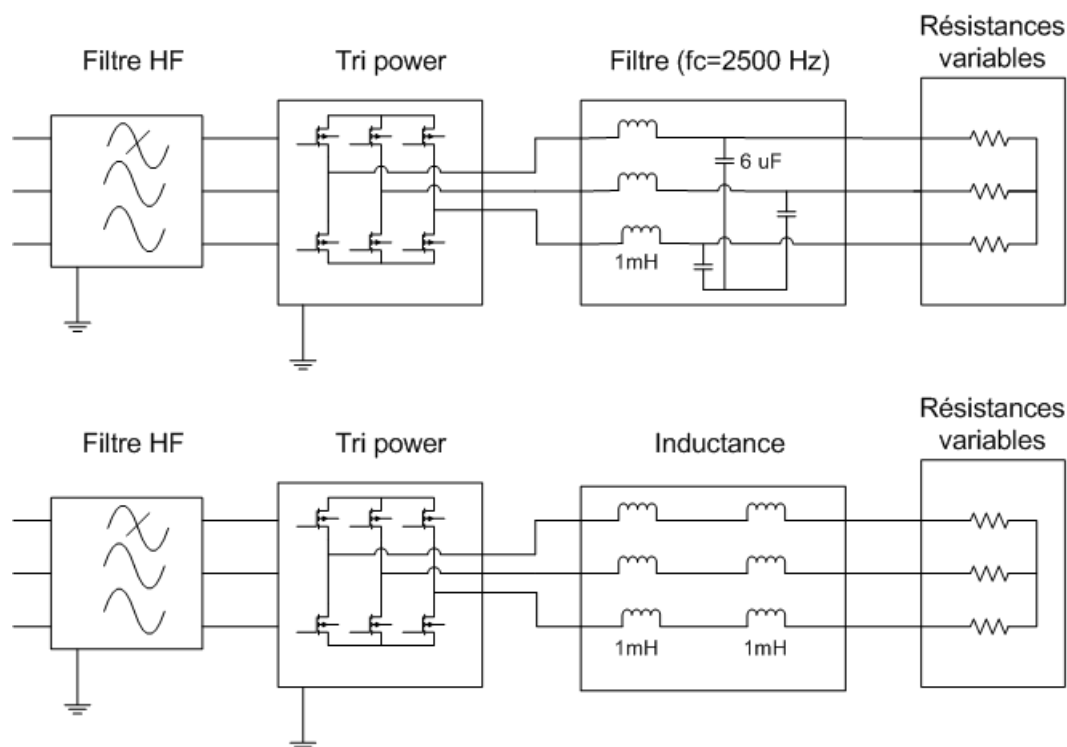 Filtre HF
Tri power
Filtre (fc=2500 Hz)
Résistances
variables
6 uF
1mH
Filtre HF
Tri power
Inductance
Résistances
variables
1mH
1mH